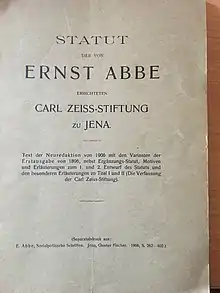 STATUT
DER VON
ERNST ABBE
ERRICHTETEN
CARL ZEISS-STIFTUNG
ZU JENA.
Text der Neuredaktion von 1906 mit den Varianten der
Erstausgabe von 1896, nebst Ergänzungs-Statut, Motiven
und Erläuterungen zum 1. und 2. Entwurf des Statuts und
den besonderen Erläuterungen zu Titel I und II (Die Verfassung
der Carl Zeiss-Stiftung).
(Separatabdruck aus:
E. Abbe, Sozialpolitische Schriften. Jena, Gustav Fischer. 1906, S. 262-402.)